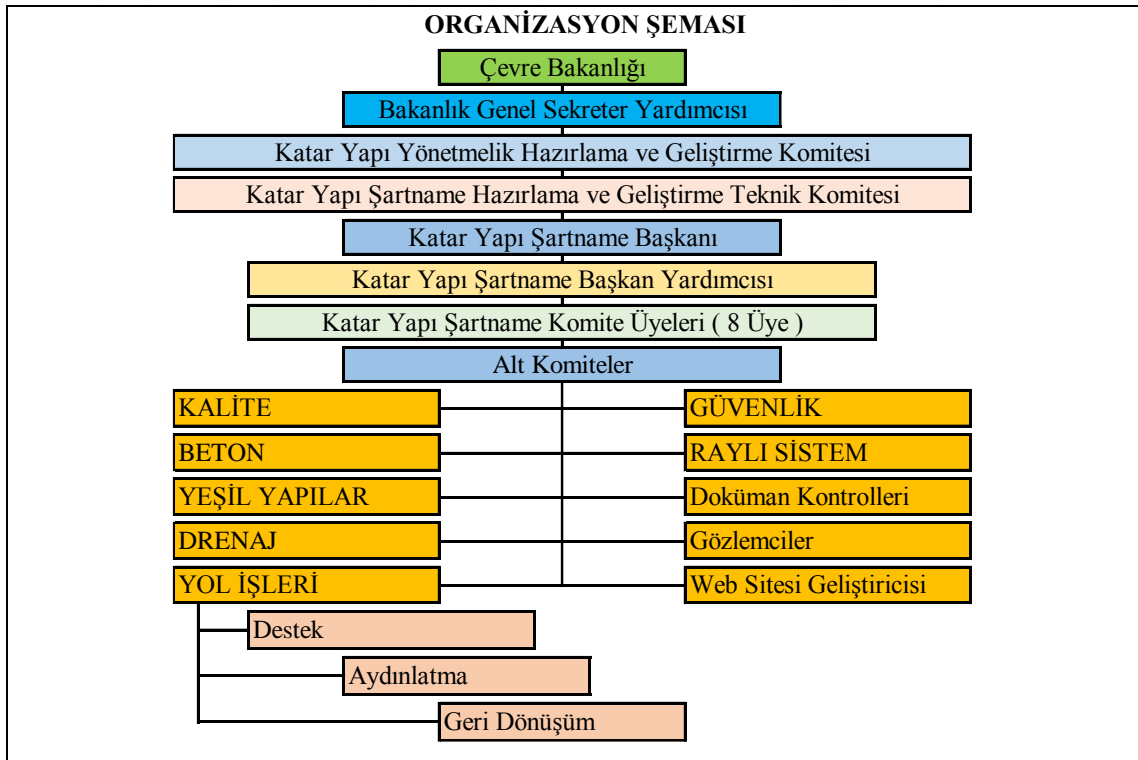 ORGANİZASYON ŞEMASI
Çevre Bakanlığı
Bakanlık Genel Sekreter Yardımcısı
Katar Yapı Yönetmelik Hazırlama ve Geliştirme Komitesi
Katar Yapı Şartname Hazırlama ve Geliştirme Teknik Komitesi
Katar Yapı Şartname Başkanı
Katar Yapı Şartname Başkan Yardımcısı
Katar Yapı Şartname Komite Üyeleri ( 8 Üye )
Alt Komiteler
KALİTE
GÜVENLİK
BETON
RAYLI SİSTEM
YEŞİL YAPILAR
Doküman Kontrolleri
DRENAJ
Gözlemciler
YOL İŞLERİ
Web Sitesi Geliştiricisi
Destek
Aydınlatma
Geri Dönüşüm